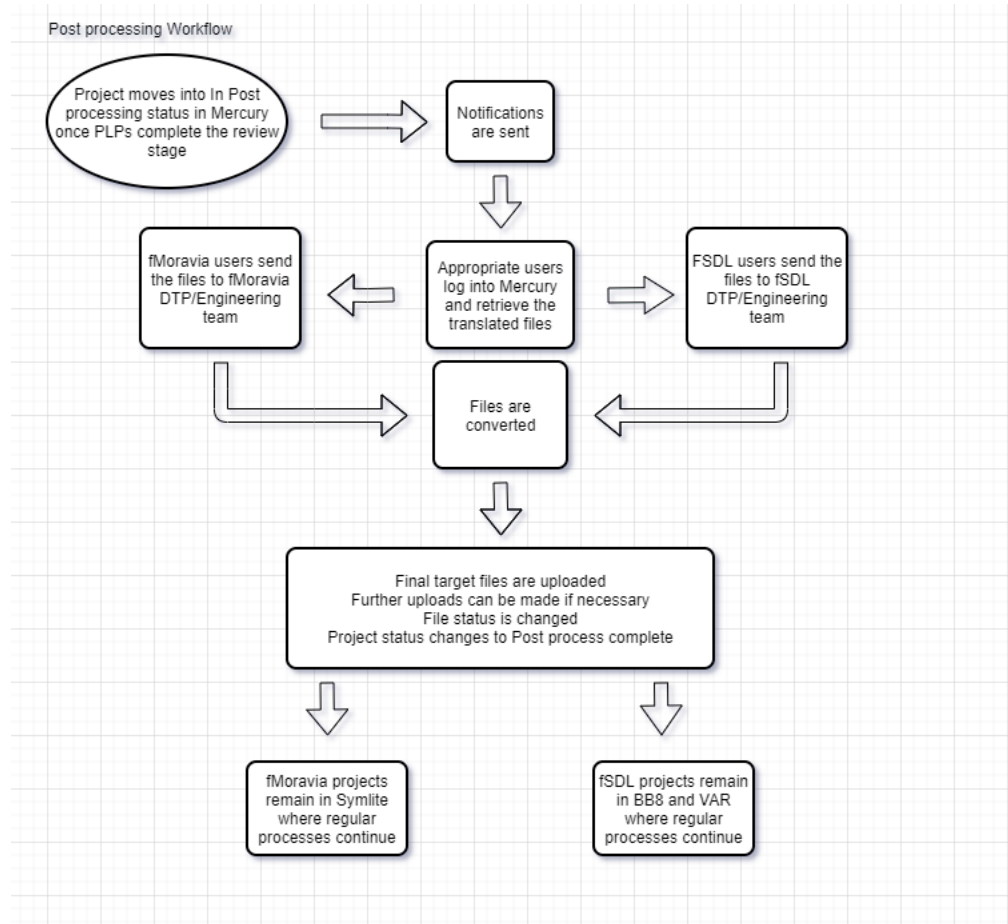 Post processing Workflow
Project moves into In Post
processing status in Mercury
once PLPs complete the review
stage
Notifications
are sent
fMoravia users send
the files to fMoravia
DTP/Engineering
team
Appropriate users
log into Mercury
and retrieve the
translated files
FSDL users send the
files to fSDL
DTP/Engineering
team
Files are
converted
Final target files are uploaded
Further uploads can be made if necessary
File status is changed
Project status changes to Post process complete
fMoravia projects
remain in Symlite
where regular
processes continue
fSDL projects remain
in BB8 and VAR
where regular
processes continue